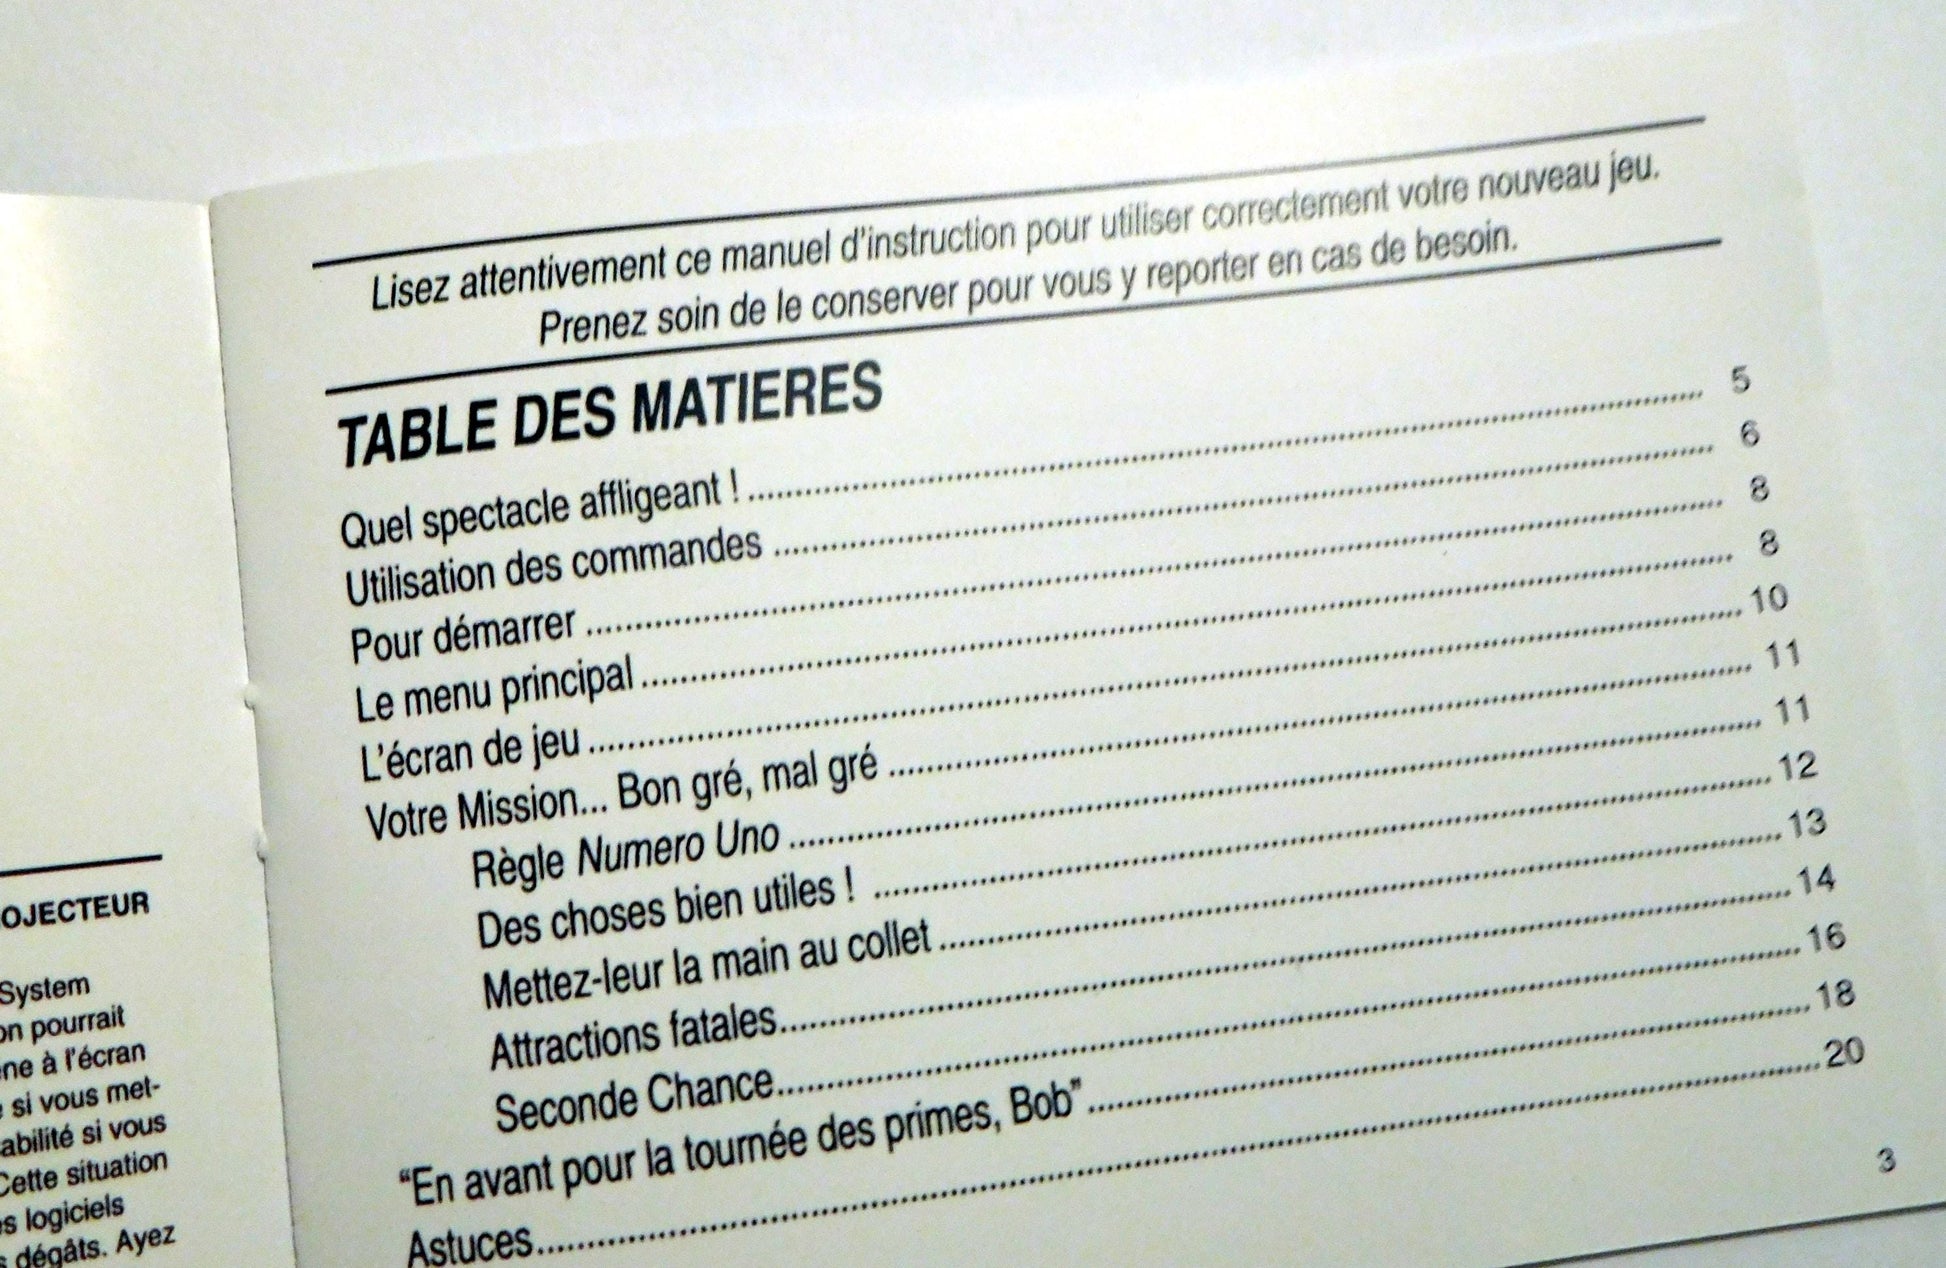 OJECTEUR
System
on pourrait
ne à l'écran
si vous met-
abilité si vous
Cette situation
s logiciels
dégâts. Ayez
Lisez attentivement ce manuel d'instruction pour utiliser correctement votre nouveau jeu.
Prenez soin de le conserver pour vous y reporter en cas de besoin.
TABLE DES MATIERES
Quel spectacle affligeant ! ........ 5
Utilisation des commandes ........ 6
Pour démarrer ........ 8
Le menu principal ........ 8
L'écran de jeu ........ 10
Votre Mission... Bon gré, mal gré ........ 11
Règle Numero Uno ........ 11
Des choses bien utiles ! ........ 12
Mettez-leur la main au collet ........ 13
Attractions fatales ........ 14
Seconde Chance ........ 16
“En avant pour la tournée des primes, Bob” ........ 18
Astuces ........ 20
3